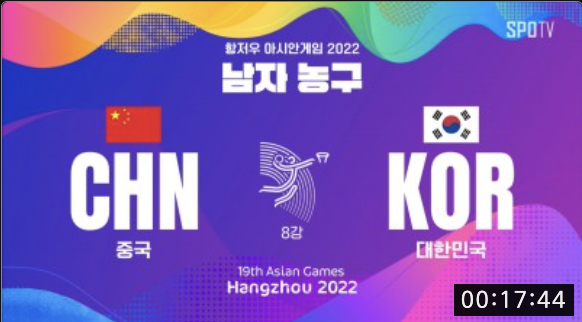 SPOTV
항저우 아시안게임 2022
남자 농구
CHN
KOR
중국
8강
대한민국
19th Asian Games
Hangzhou 2022
00:17:44